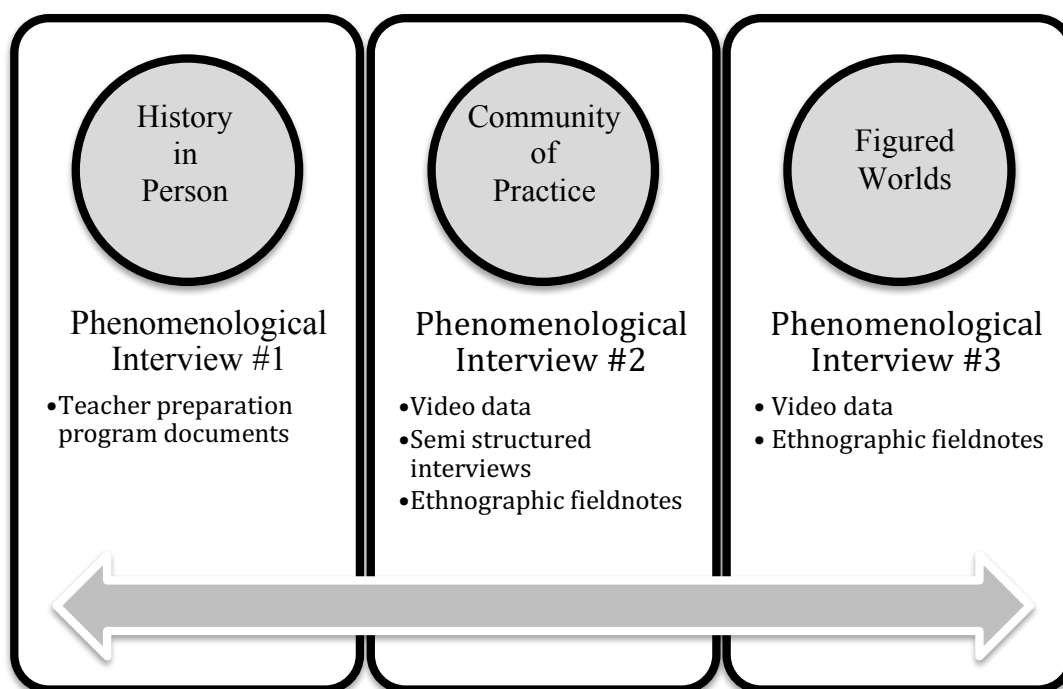 History
in
Person
Phenomenological
Interview #1
•Teacher preparation
program documents
Community
of
Practice
Phenomenological
Interview #2
•Video data
•Semi structured
interviews
•Ethnographic fieldnotes
Figured
Worlds
Phenomenological
Interview #3
• Video data
• Ethnographic fieldnotes